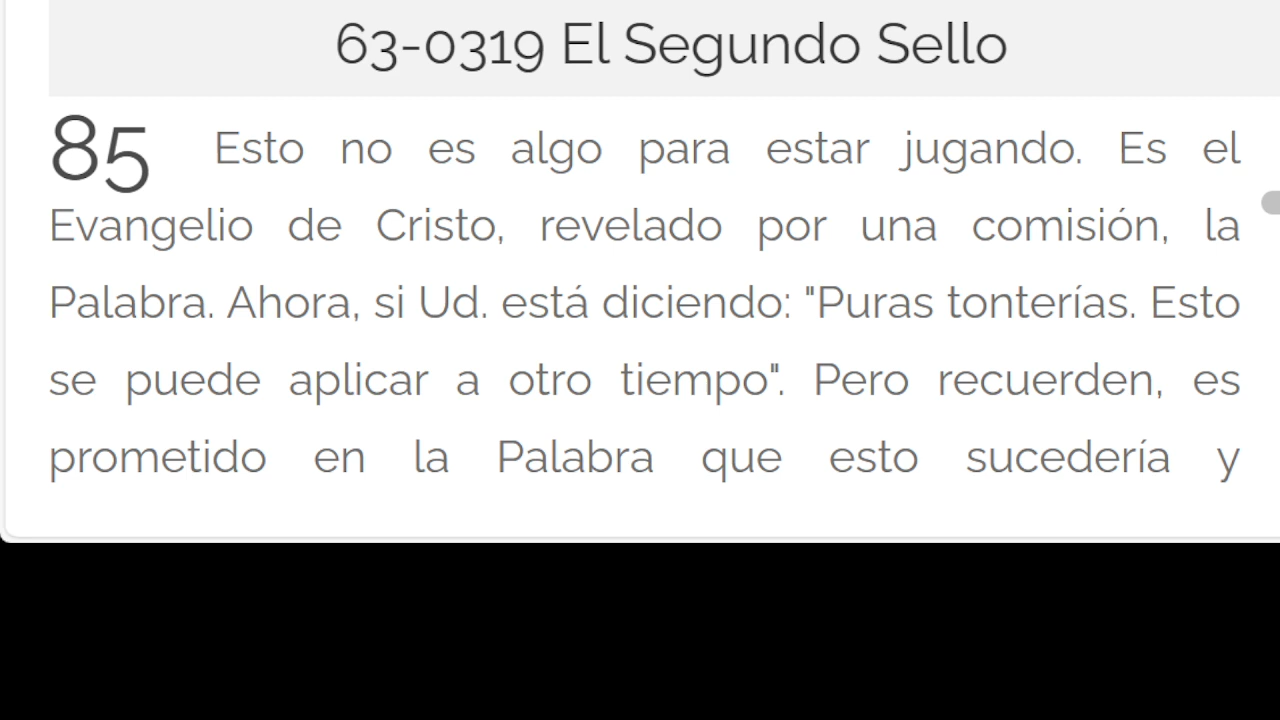 63-0319 El Segundo Sello
85 Esto no es algo para estar jugando. Es el
Evangelio de Cristo, revelado por una comisión, la
Palabra. Ahora, si Ud. está diciendo: "Puras tonterías. Esto
se puede aplicar a otro tiempo". Pero recuerden, es
prometido en la Palabra que esto sucedería y